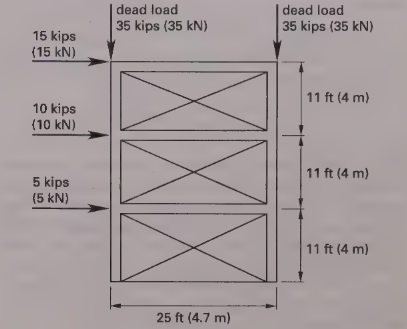 dead load
35 kips (35 kN)
dead load
35 kips (35 kN)
15 kips
(15 kN)
10 kips
(10 kN)
5 kips
(5 kN)
11 ft (4 m)
11 ft (4 m)
11 ft (4 m)
25 ft (4.7 m)